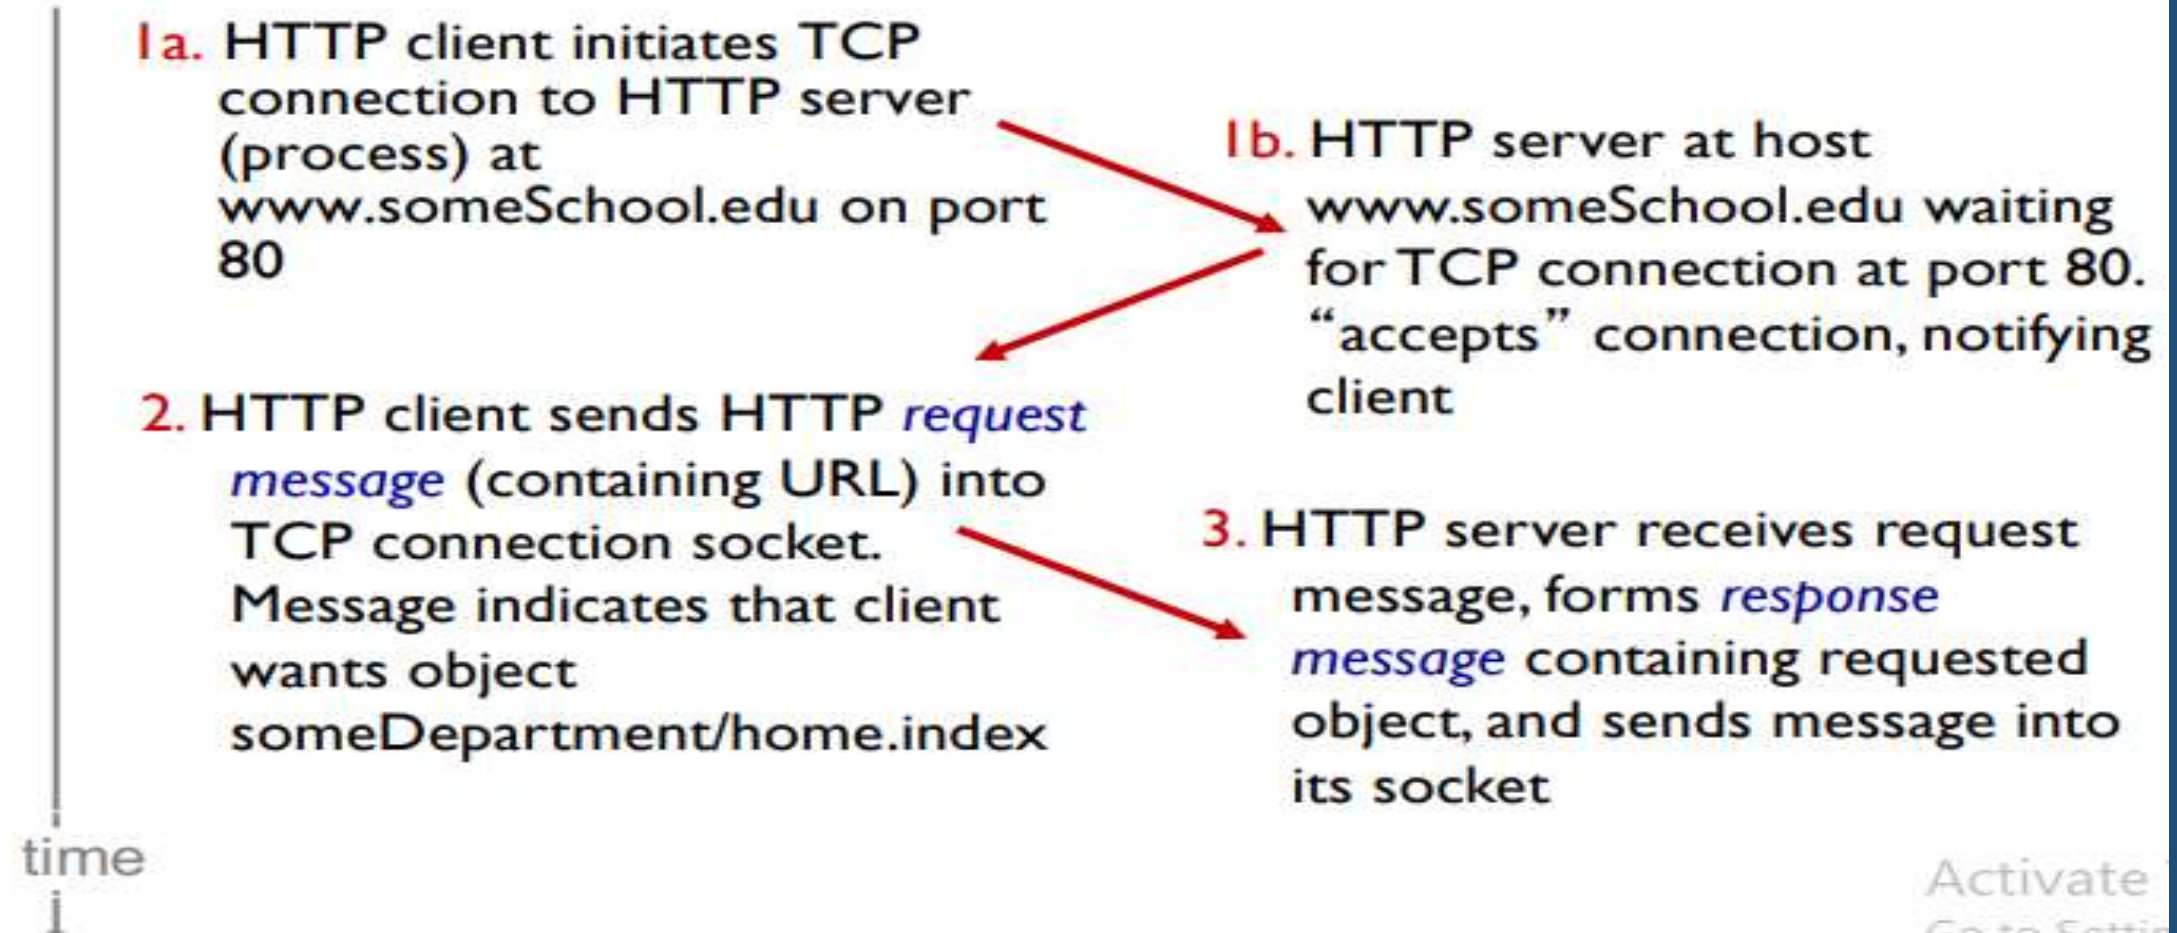 1a. HTTP client initiates TCP
connection to HTTP server
(process) at
www.someSchool.edu on port
80
1b. HTTP server at host
www.someSchool.edu waiting
for TCP connection at port 80.
“accepts” connection, notifying
client
2. HTTP client sends HTTP request
message (containing URL) into
TCP connection socket.
Message indicates that client
wants object
someDepartment/home.index
3. HTTP server receives request
message, forms response
message containing requested
object, and sends message into
its socket
time
Activate